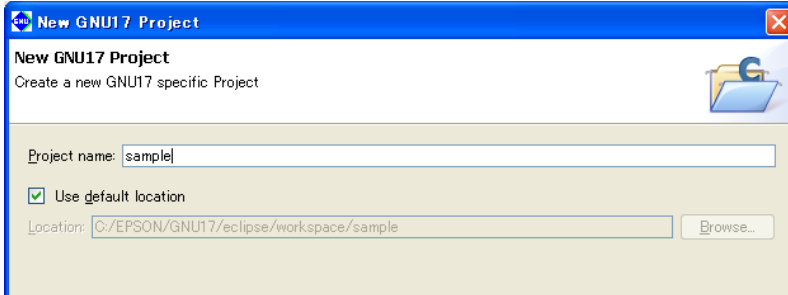 GNU New GNU17 Project
New GNU17 Project
Create a new GNU17 specific Project
C
Project name: sample
Use default location
Location: C:/EPSON/GNU17/eclipse/workspace/sample Browse...